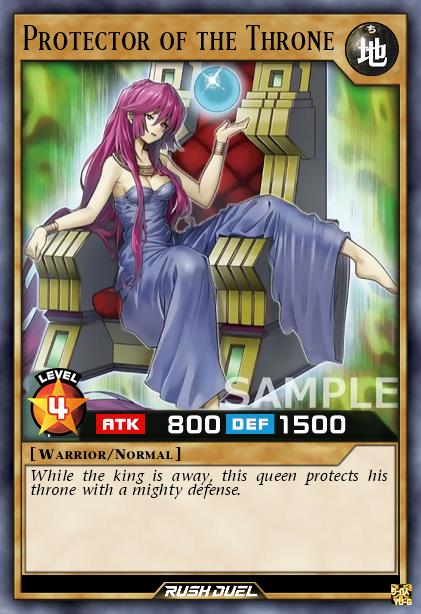 PROTECTOR OF THE THRONE
ち
地
SAMPLE
LEVEL
4
ATK 800 DEF 1500
[WARRIOR/NORMAL]
While the king is away, this queen protects his
throne with a mighty defense.
RUSH DUEL